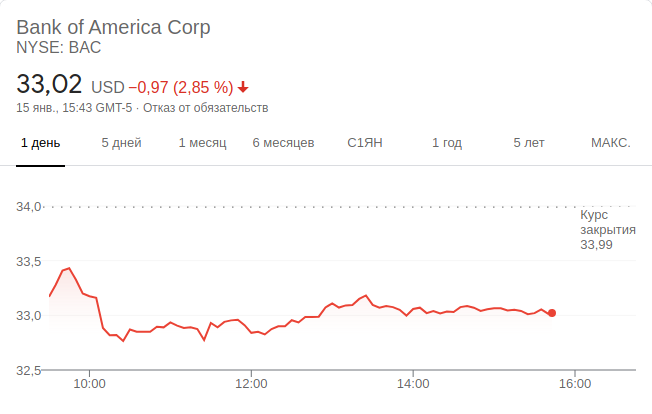 Bank of America Corp
NYSE: BAC
33,02 USD −0,97 (2,85 %)
15 янв., 15:43 GMT-5 · Отказ от обязательств
1 день 5 дней 1 месяц 6 месяцев С1ЯН 1 год 5 лет МАКС.
34,0
Курс
закрытия
33,99
33,5
33,0
32,5
10:00 12:00 14:00 16:00